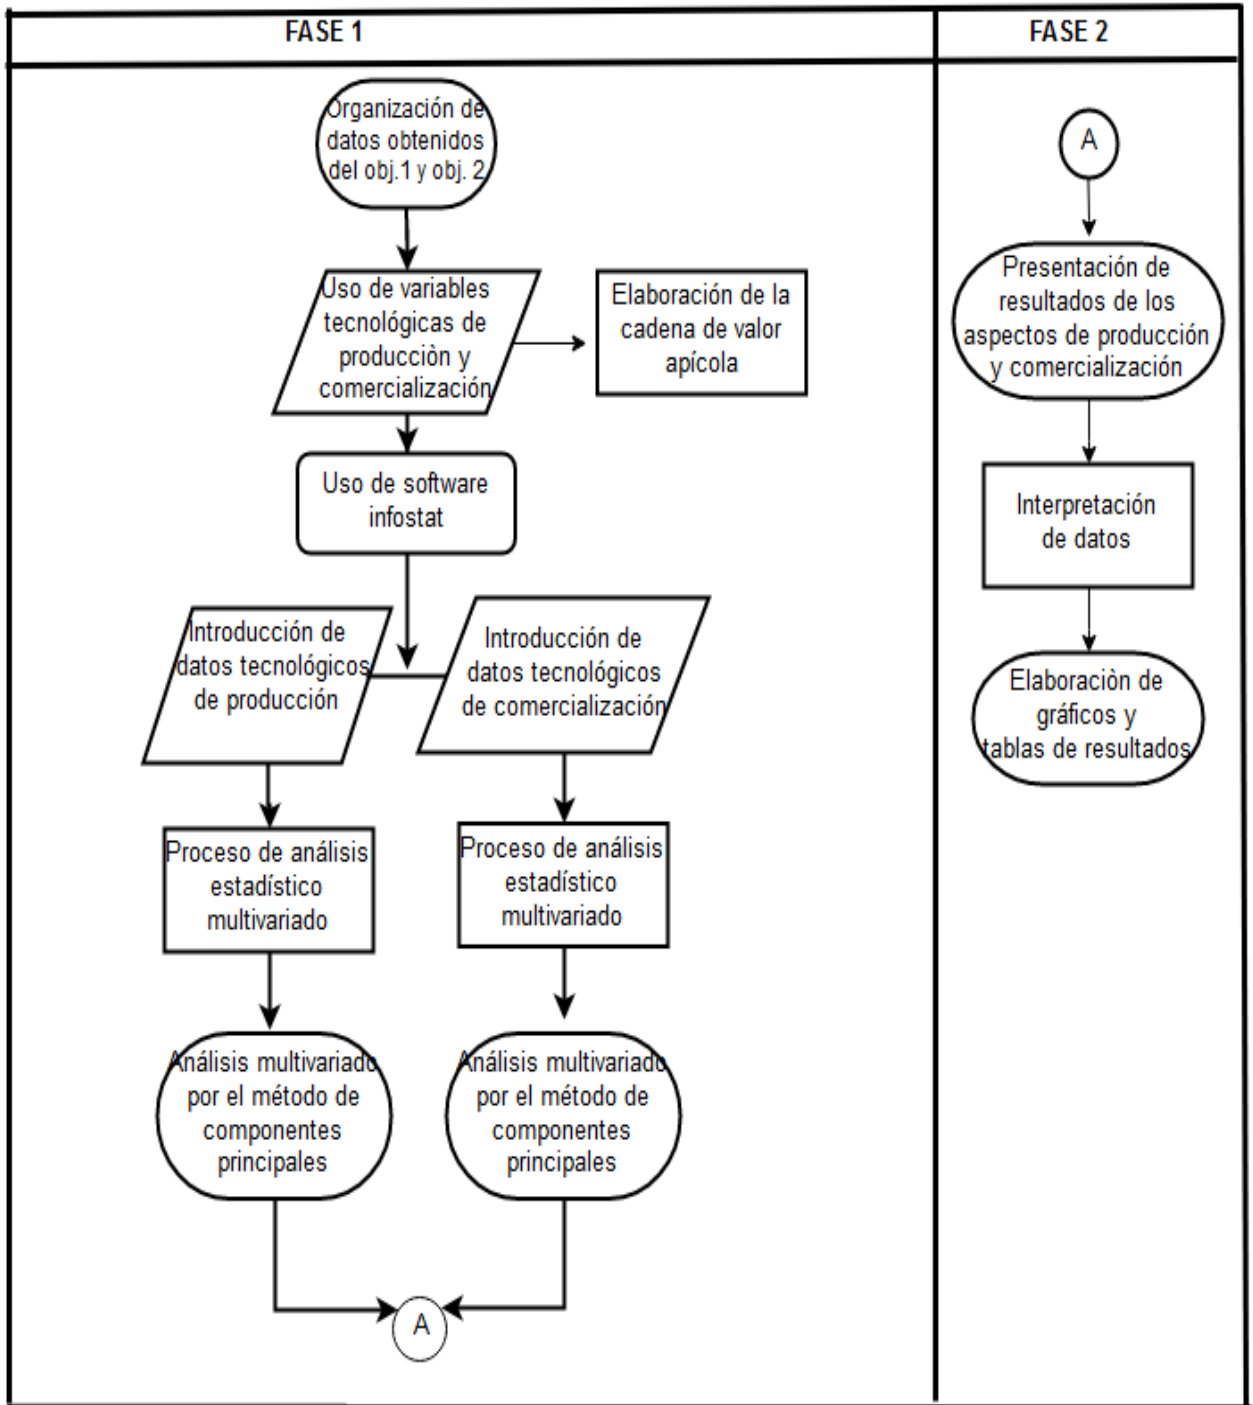 FASE 1
FASE 2
Organización de
datos obtenidos
del obj.1 y obj. 2
Uso de variables
tecnológicas de
producciòn y
comercialización
Elaboración de la
cadena de valor
apícola
Uso de software
infostat
Introducción de
datos tecnológicos
de producción
Introducción de
datos tecnológicos
de comercialización
Proceso de análisis
estadístico
multivariado
Proceso de análisis
estadístico
multivariado
Análisis multivariado
por el método de
componentes
principales
Análisis multivariado
por el método de
componentes
principales
A
A
Presentación de
resultados de los
aspectos de producción
y comercialización
Interpretación
de datos
Elaboraciòn de
gráficos y
tablas de resultados